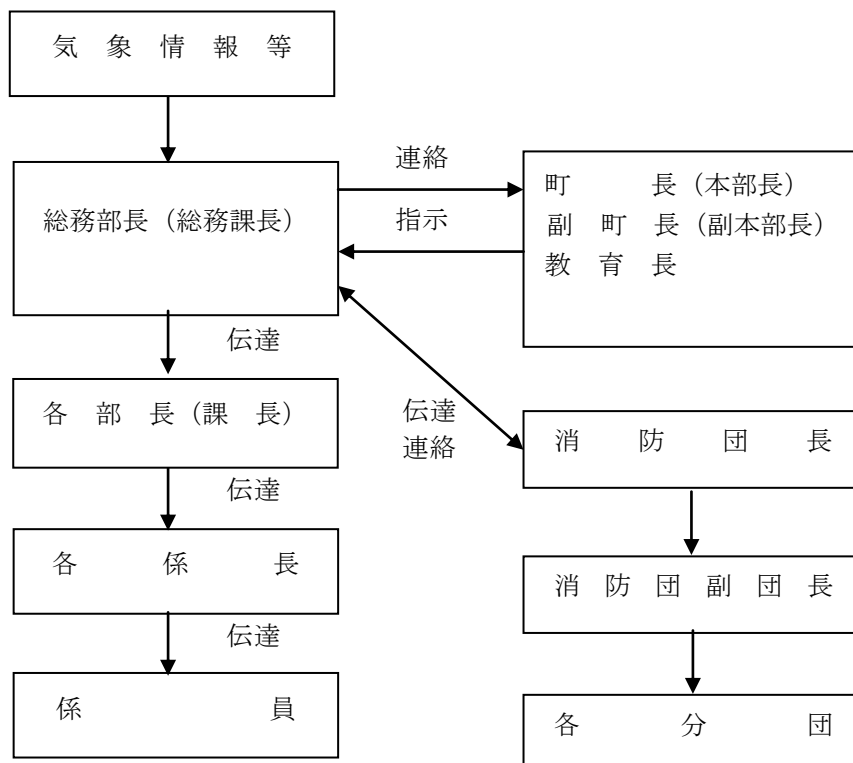 気象情報等
連絡
総務部長（総務課長）
指示
町長（本部長）
副町長（副本部長）
教育長
伝達
各部長（課長）
伝達
連絡
消防団長
伝達
各係長
消防団副団長
伝達
係員
各分団